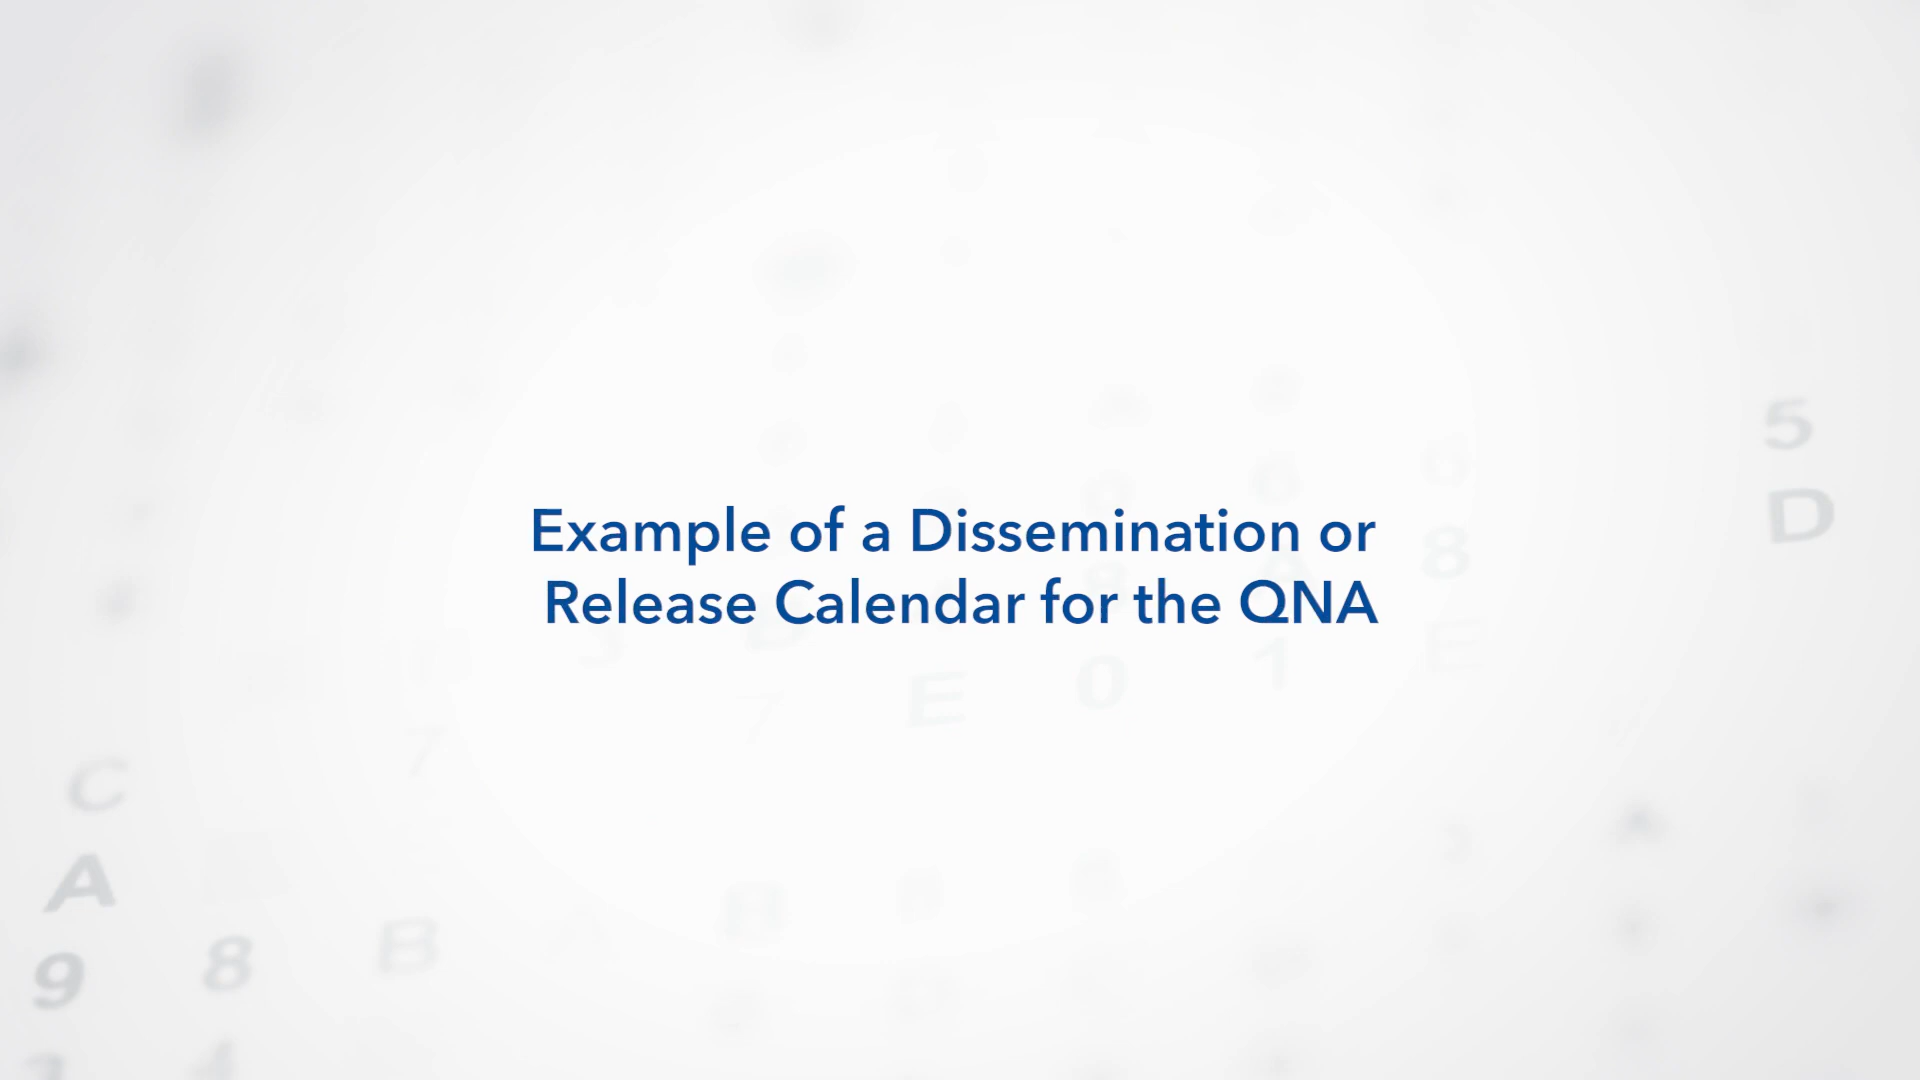 Example of a Dissemination or
Release Calendar for the QNA